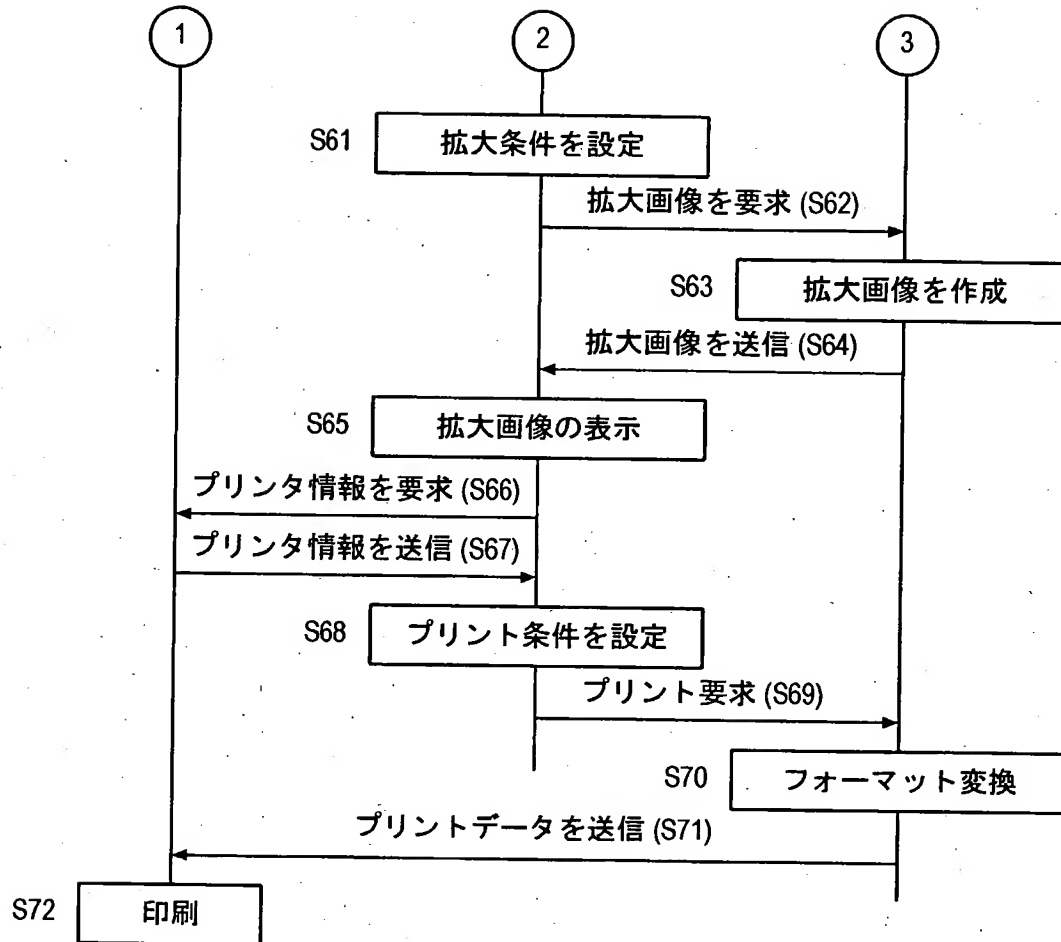 1
2
3
S61 拡大条件を設定
拡大画像を要求 (S62)
S63 拡大画像を作成
拡大画像を送信 (S64)
S65 拡大画像の表示
プリンタ情報を要求 (S66)
プリンタ情報を送信 (S67)
S68 プリント条件を設定
プリント要求 (S69)
S70 フォーマット変換
プリントデータを送信 (S71)
S72 印刷